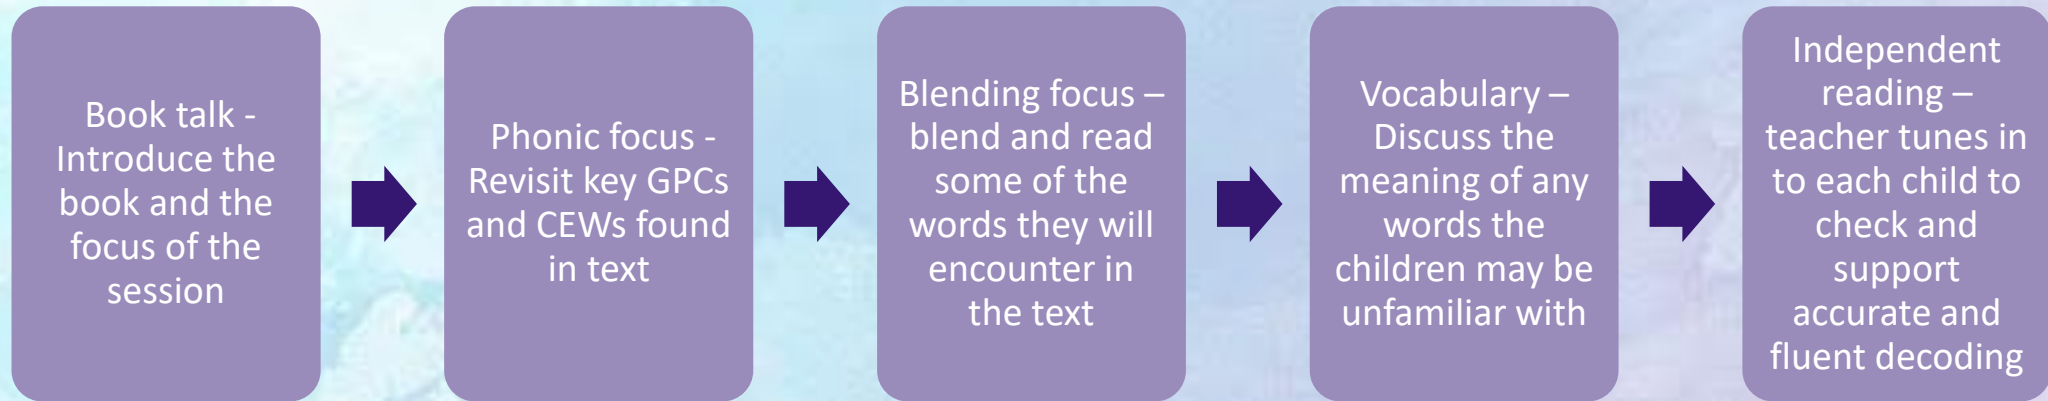 Book talk -
Introduce the
book and the
focus of the
session
Phonic focus -
Revisit key GPCs
and CEWs found
in text
Blending focus –
blend and read
some of the
words they will
encounter in
the text
Vocabulary –
Discuss the
meaning of any
words the
children may be
unfamiliar with
Independent
reading –
teacher tunes in
to each child to
check and
support
accurate and
fluent decoding